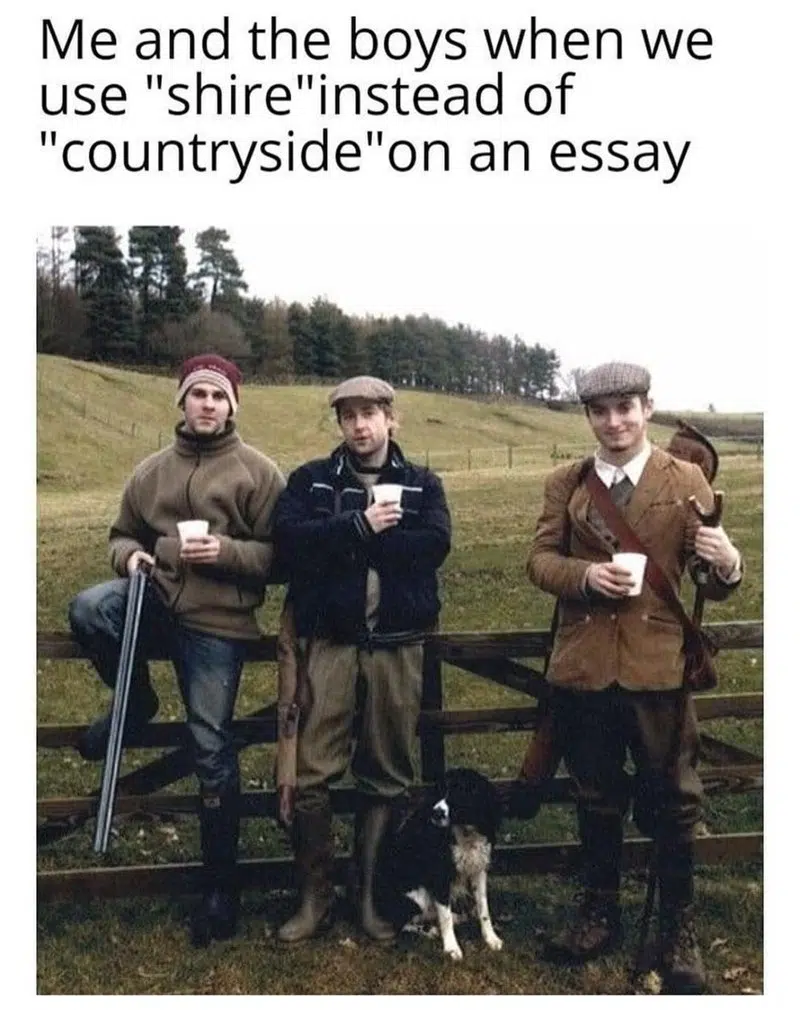 Me and the boys when we
use "shire"instead of
"countryside"on an essay